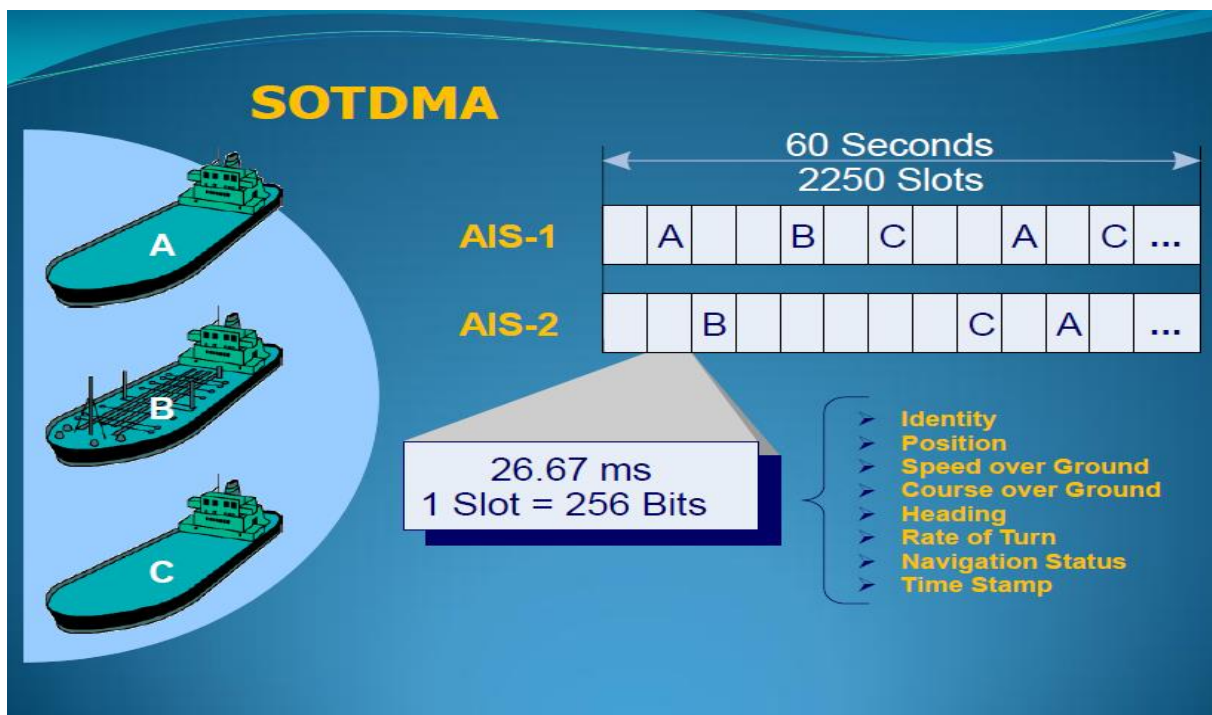 SOTDMA
60 Seconds
2250 Slots
AIS-1 A B C A C ...
AIS-2 B C A ...
A
B
C
26.67 ms
1 Slot = 256 Bits
Identity
Position
Speed over Ground
Course over Ground
Heading
Rate of Turn
Navigation Status
Time Stamp